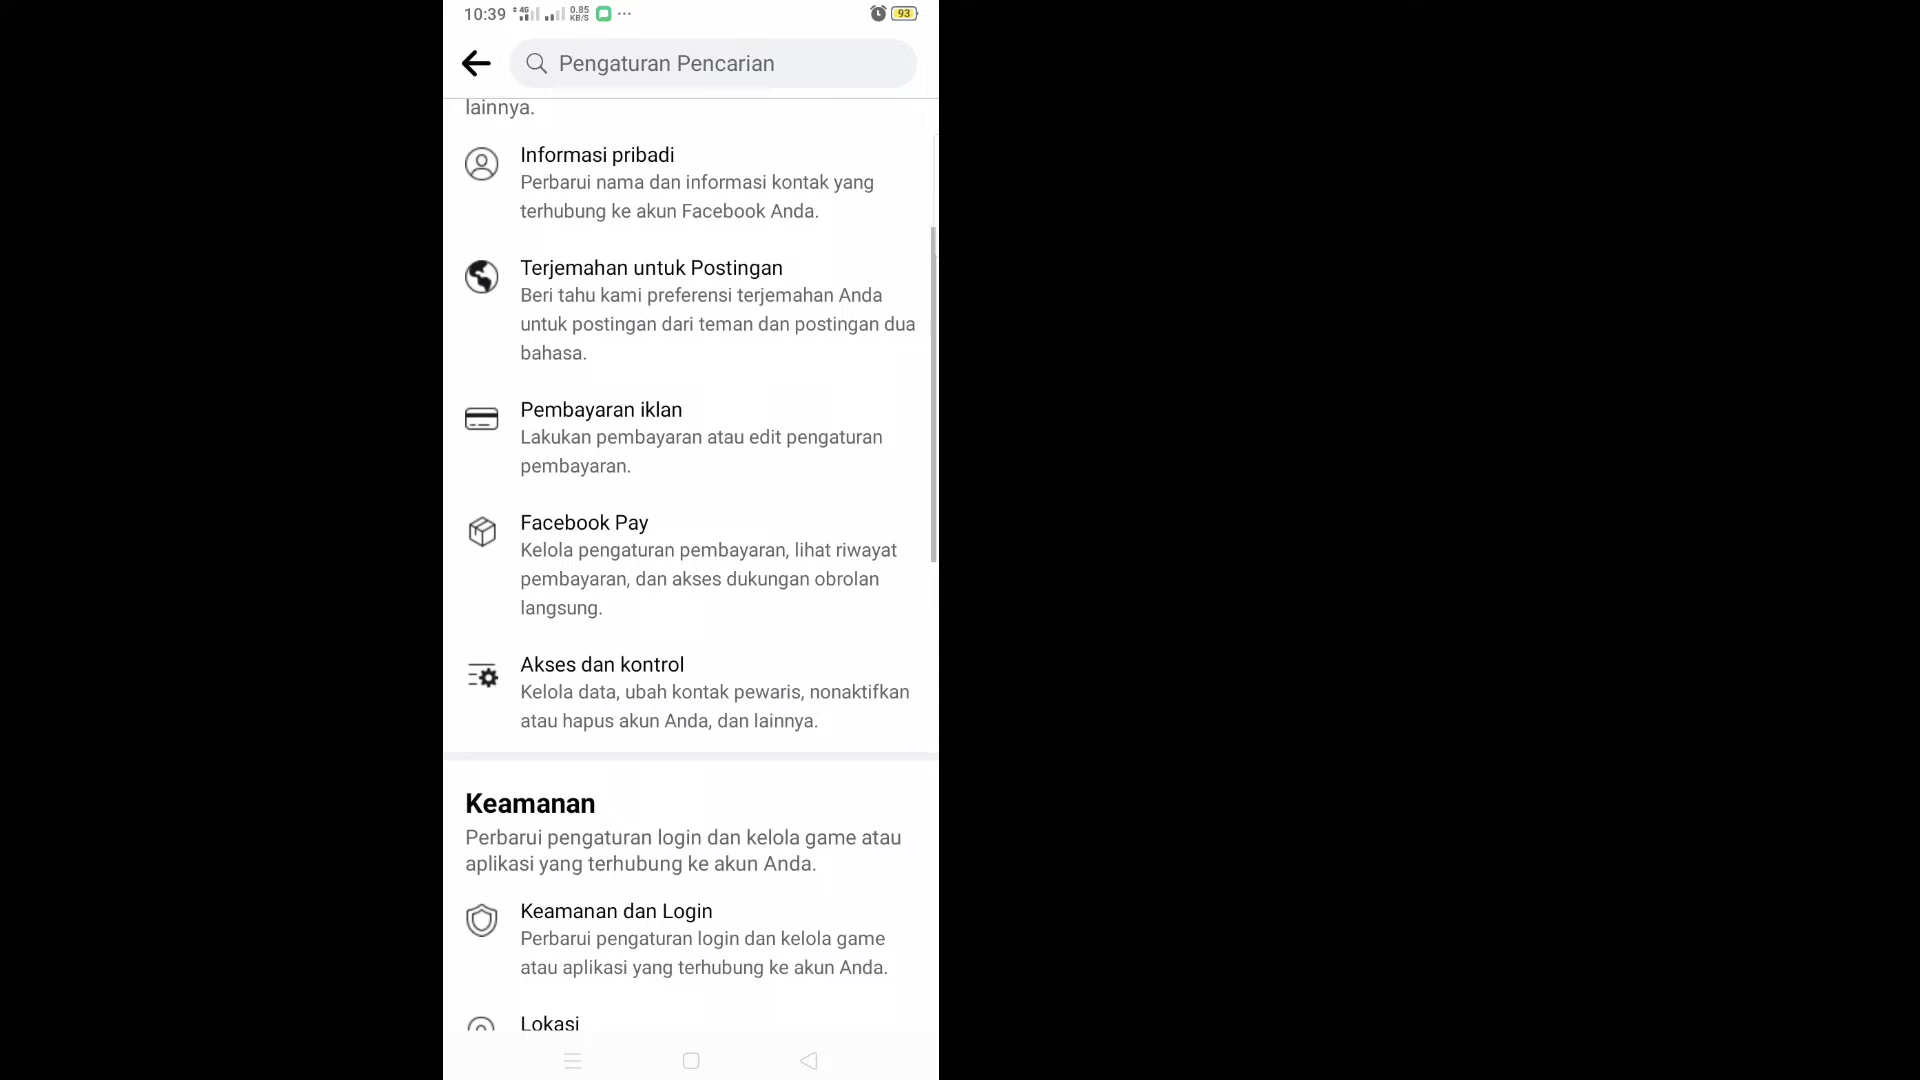 10:39 4G 0.85 KB/S ... 93
Pengaturan Pencarian
lainnya.
Informasi pribadi
Perbarui nama dan informasi kontak yang
terhubung ke akun Facebook Anda.
Terjemahan untuk Postingan
Beri tahu kami preferensi terjemahan Anda
untuk postingan dari teman dan postingan dua
bahasa.
Pembayaran iklan
Lakukan pembayaran atau edit pengaturan
pembayaran.
Facebook Pay
Kelola pengaturan pembayaran, lihat riwayat
pembayaran, dan akses dukungan obrolan
langsung.
Akses dan kontrol
Kelola data, ubah kontak pewaris, nonaktifkan
atau hapus akun Anda, dan lainnya.
Keamanan
Perbarui pengaturan login dan kelola game atau
aplikasi yang terhubung ke akun Anda.
Keamanan dan Login
Perbarui pengaturan login dan kelola game
atau aplikasi yang terhubung ke akun Anda.
Lokasi